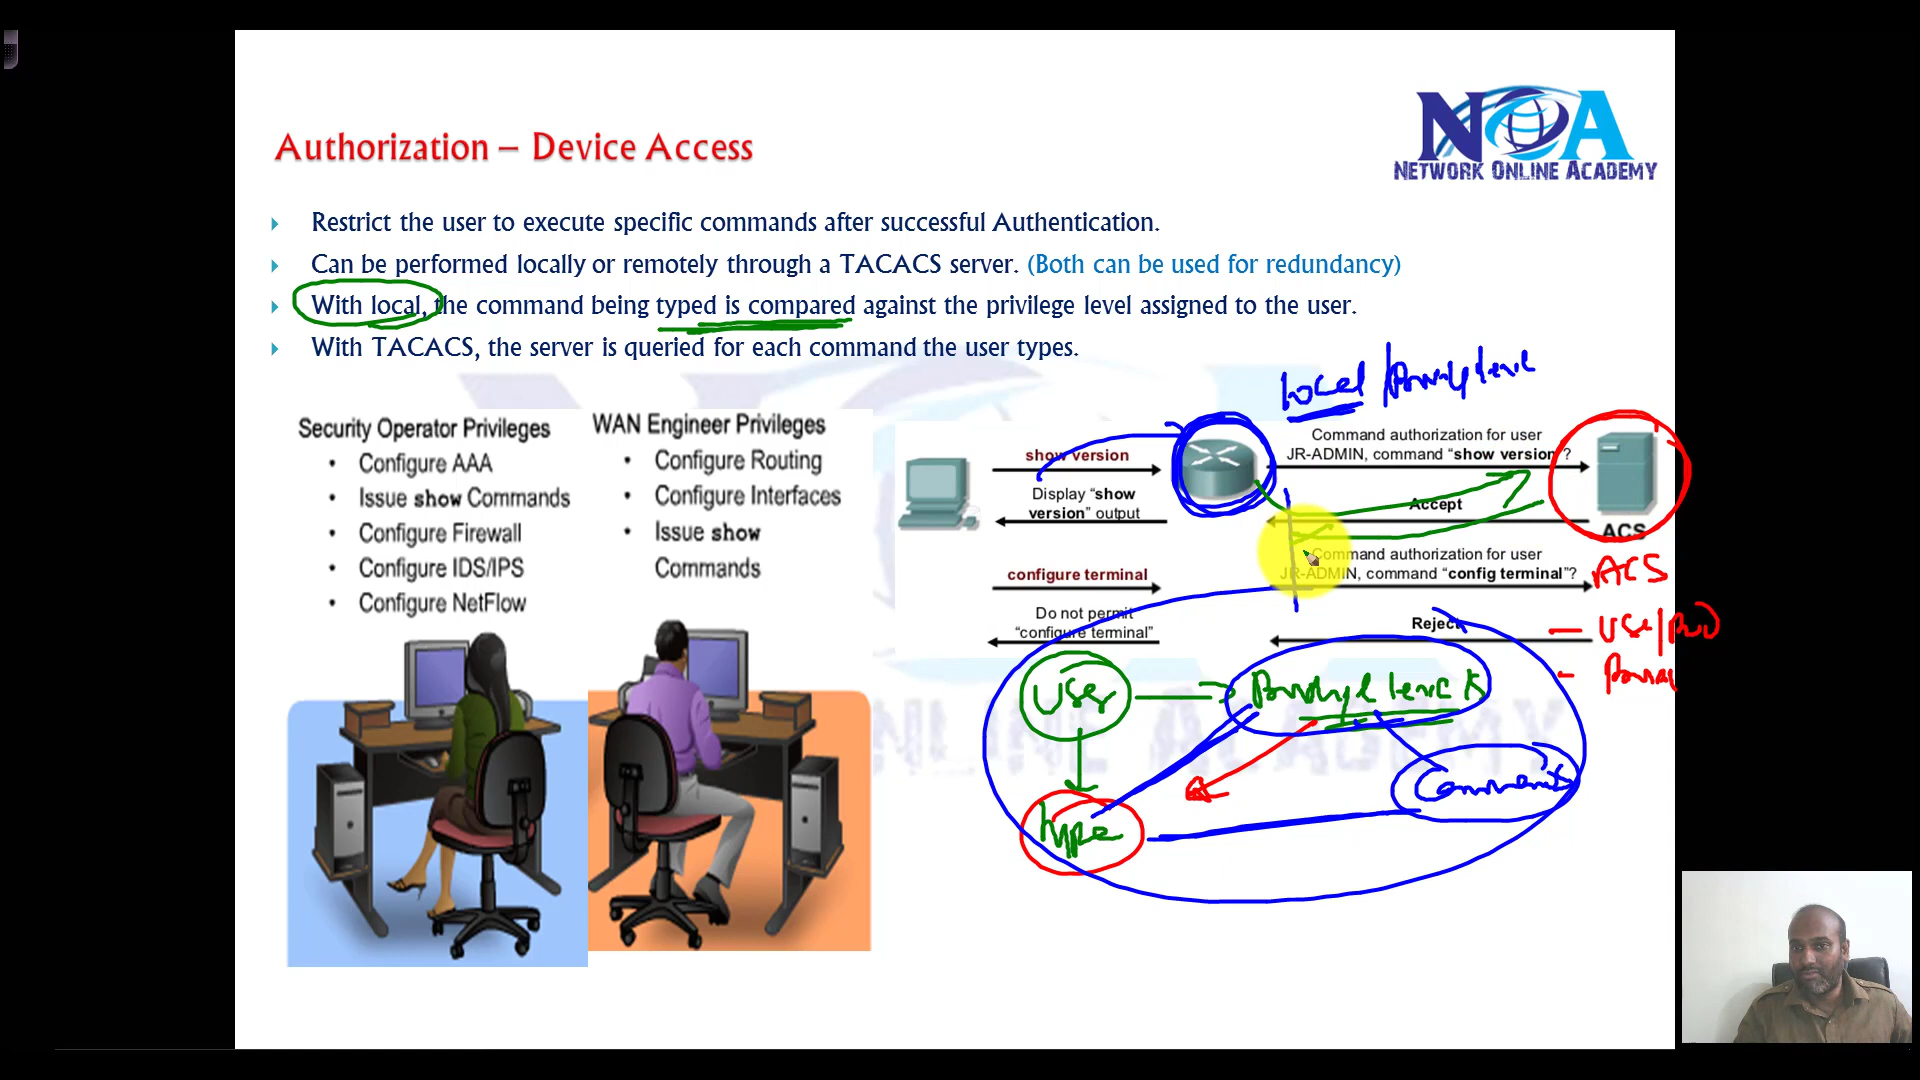 NOA
NETWORK ONLINE ACADEMY
Authorization – Device Access
Restrict the user to execute specific commands after successful Authentication.
Can be performed locally or remotely through a TACACS server. (Both can be used for redundancy)
With local, the command being typed is compared against the privilege level assigned to the user.
With TACACS, the server is queried for each command the user types.
local
Security Operator Privileges
• Configure AAA
• Issue show Commands
• Configure Firewall
• Configure IDS/IPS
• Configure NetFlow
WAN Engineer Privileges
• Configure Routing
• Configure Interfaces
• Issue show
Commands
show version
Display "show
version" output
configure terminal
Do not permit
"configure terminal"
Command authorization for user
JR-ADMIN, command "show version"?
Accept
Command authorization for user
JR-ADMIN, command "config terminal"?
Reject
ACS
ACS
User
type
ONLINE ACADEMY